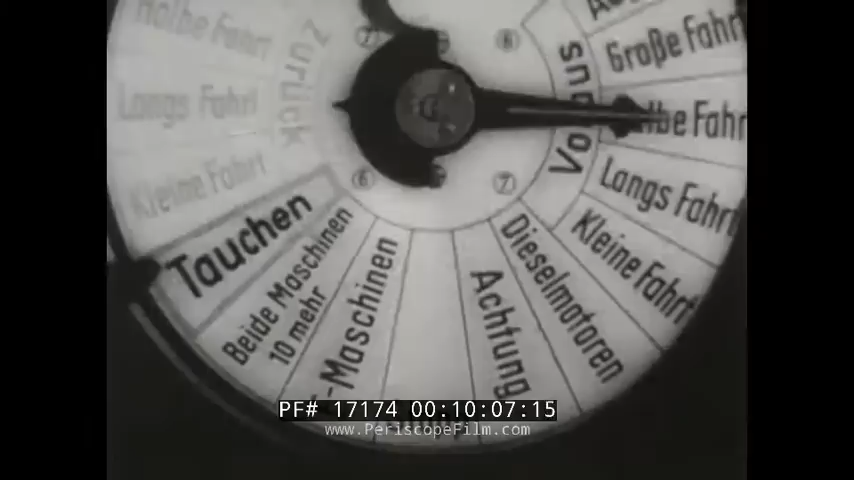 Halbe Fahrt
Langs Fahrt
Kleine Fahrt
Zurück
Tauchen
Beide Maschinen
10 mehr
E-Maschinen
Achtung
Dieselmotoren
Kleine Fahrt
Langs Fahrt
Halbe Fahrt
Große Fahrt
Voraus
PF# 17174 00:10:07:15
www.PeriscopeFilm.com